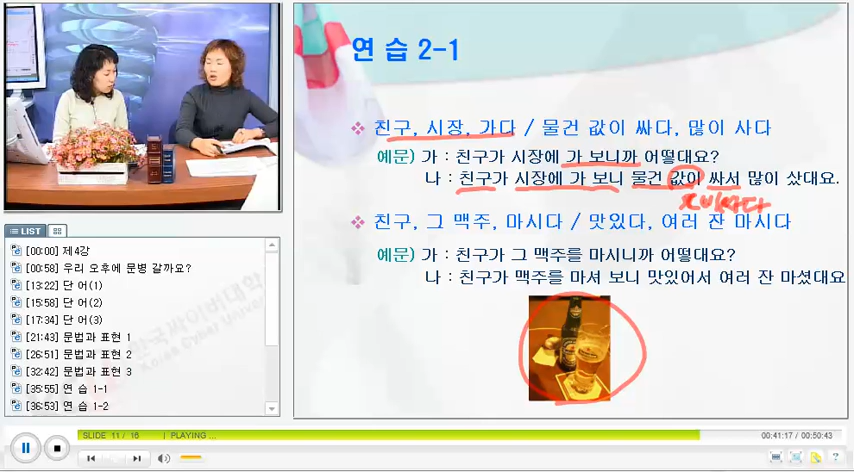 연 습 2-1
친구, 시장, 가다 / 물건 값이 싸다, 많이 사다
예문) 가 : 친구가 시장에 가 보니까 어떻대요?
나 : 친구가 시장에 가 보니 물건 값이 싸서 많이 샀대요.
친구, 그 맥주, 마시다 / 맛있다, 여러 잔 마시다
예문) 가 : 친구가 그 맥주를 마시니까 어떻대요?
나 : 친구가 맥주를 마셔 보니 맛있어서 여러 잔 마셨대요
LIST
[00:00] 제4강
[00:58] 우리 오후에 문병 갈까요?
[13:22] 단 어(1)
[15:58] 단 어(2)
[17:34] 단 어(3)
[21:43] 문법과 표현 1
[26:51] 문법과 표현 2
[32:42] 문법과 표현 3
[35:55] 연 습 1-1
[36:53] 연 습 1-2
SLIDE 11 / 16 | PLAYING ...
00:41:17 / 00:50:43